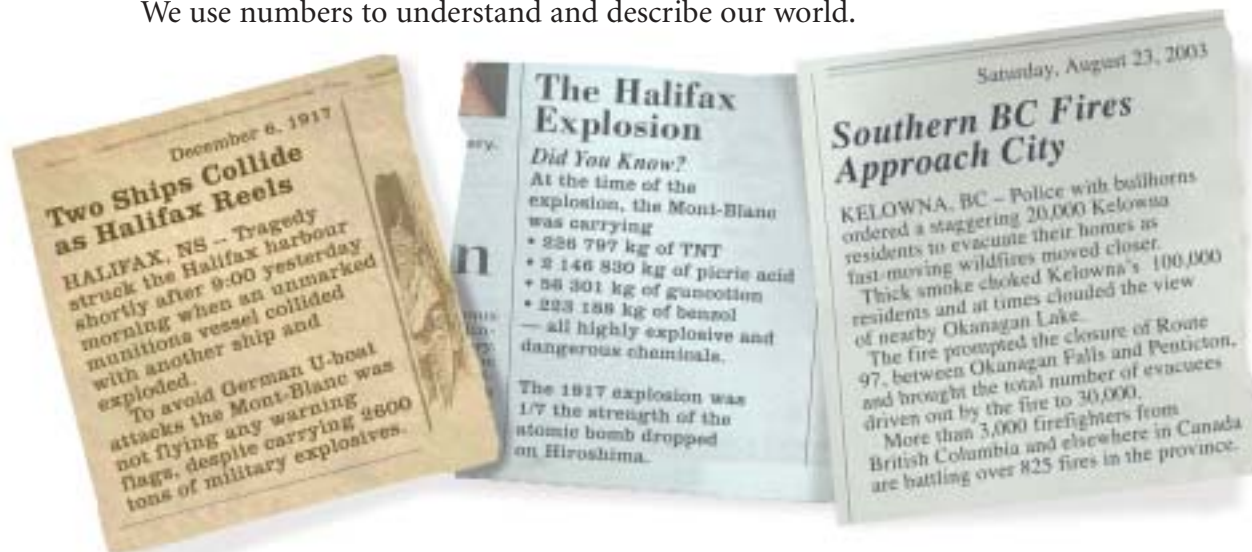 We use numbers to understand and describe our world.
December 6, 1917
Two Ships Collide
as Halifax Reels
HALIFAX, NS – Tragedy
struck the Halifax harbour
shortly after 9:00 yesterday
morning when an unmarked
munitions vessel collided
with another ship and
exploded.
To avoid German U-boat
attacks the Mont-Blanc was
not flying any warning
flags, despite carrying 2600
tons of military explosives.
The Halifax
Explosion
Did You Know?
At the time of the
explosion, the Mont-Blanc
was carrying
• 226 797 kg of TNT
• 2 146 830 kg of picric acid
• 56 301 kg of guncotton
• 223 188 kg of benzol
— all highly explosive and
dangerous chemicals.
The 1917 explosion was
1/7 the strength of the
atomic bomb dropped
on Hiroshima.
Saturday, August 23, 2003
Southern BC Fires
Approach City
KELOWNA, BC – Police with bullhorns
ordered a staggering 20,000 Kelowna
residents to evacuate their homes as
fast-moving wildfires moved closer.
Thick smoke choked Kelowna's 100,000
residents and at times clouded the view
of nearby Okanagan Lake.
The fire prompted the closure of Route
97, between Okanagan Falls and Penticton,
and brought the total number of evacuees
driven out by the fire to 30,000.
More than 3,000 firefighters from
British Columbia and elsewhere in Canada
are battling over 825 fires in the province.